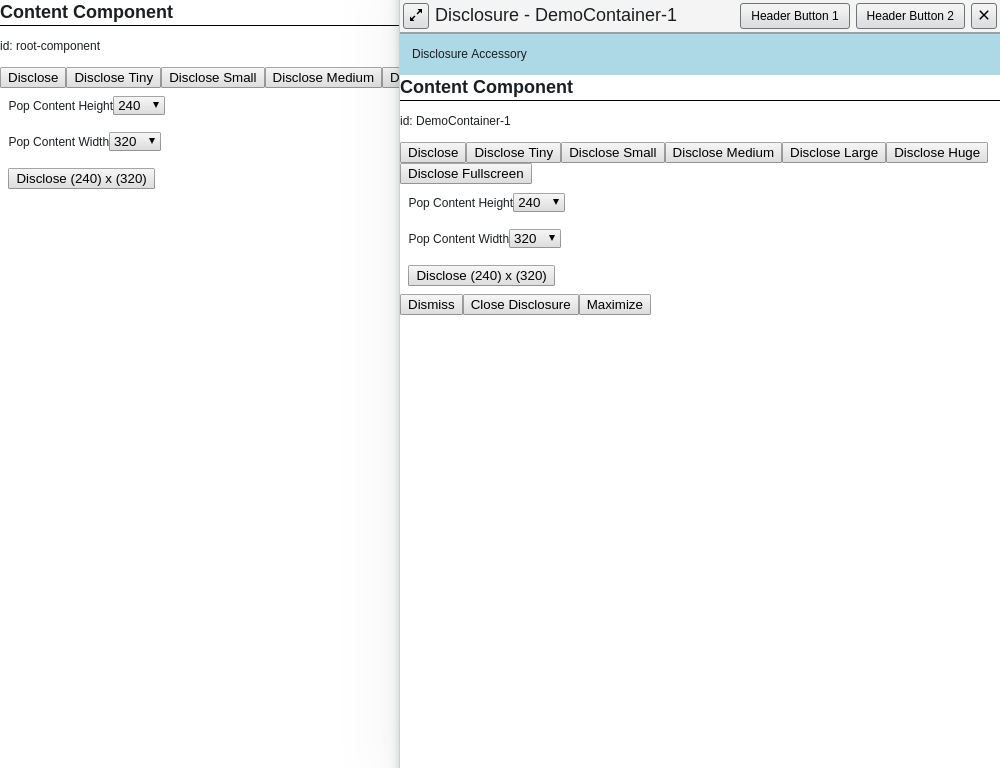 Content Component
id: root-component
Disclose Disclose Tiny Disclose Small Disclose Medium D
Pop Content Height 240
Pop Content Width 320
Disclose (240) x (320)
Disclosure - DemoContainer-1 Header Button 1 Header Button 2
Disclosure Accessory
Content Component
id: DemoContainer-1
Disclose Disclose Tiny Disclose Small Disclose Medium Disclose Large Disclose Huge
Disclose Fullscreen
Pop Content Height 240
Pop Content Width 320
Disclose (240) x (320)
Dismiss Close Disclosure Maximize